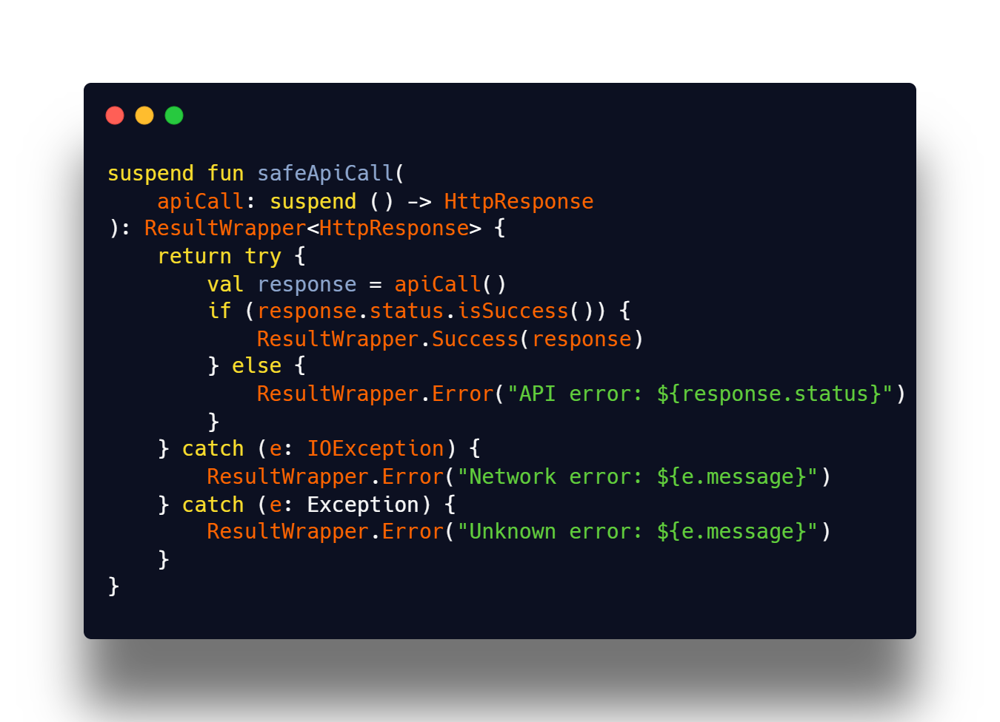 suspend fun safeApiCall(
    apiCall: suspend () -> HttpResponse
): ResultWrapper<HttpResponse> {
    return try {
        val response = apiCall()
        if (response.status.isSuccess()) {
            ResultWrapper.Success(response)
        } else {
            ResultWrapper.Error("API error: ${response.status}")
        }
    } catch (e: IOException) {
        ResultWrapper.Error("Network error: ${e.message}")
    } catch (e: Exception) {
        ResultWrapper.Error("Unknown error: ${e.message}")
    }
}